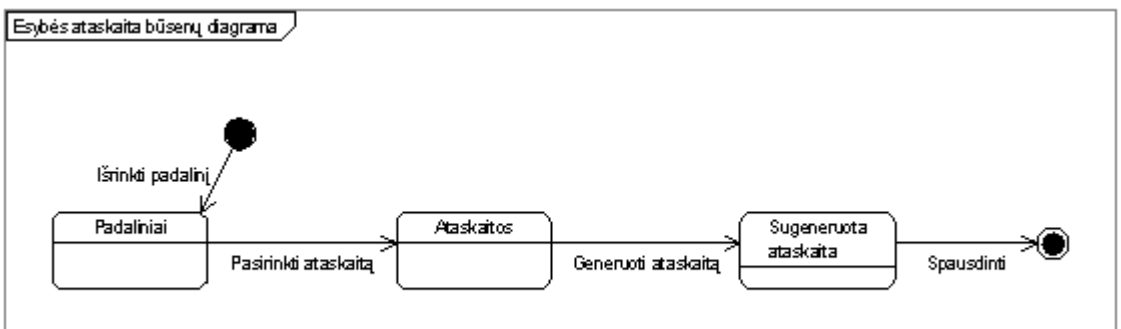 Esybės ataskaita būsenų diagrama
Išrinkti padalinį
Padaliniai
Pasirinkti ataskaitą
Ataskaitos
Generuoti ataskaitą
Sugeneruota
ataskaita
Spausdinti